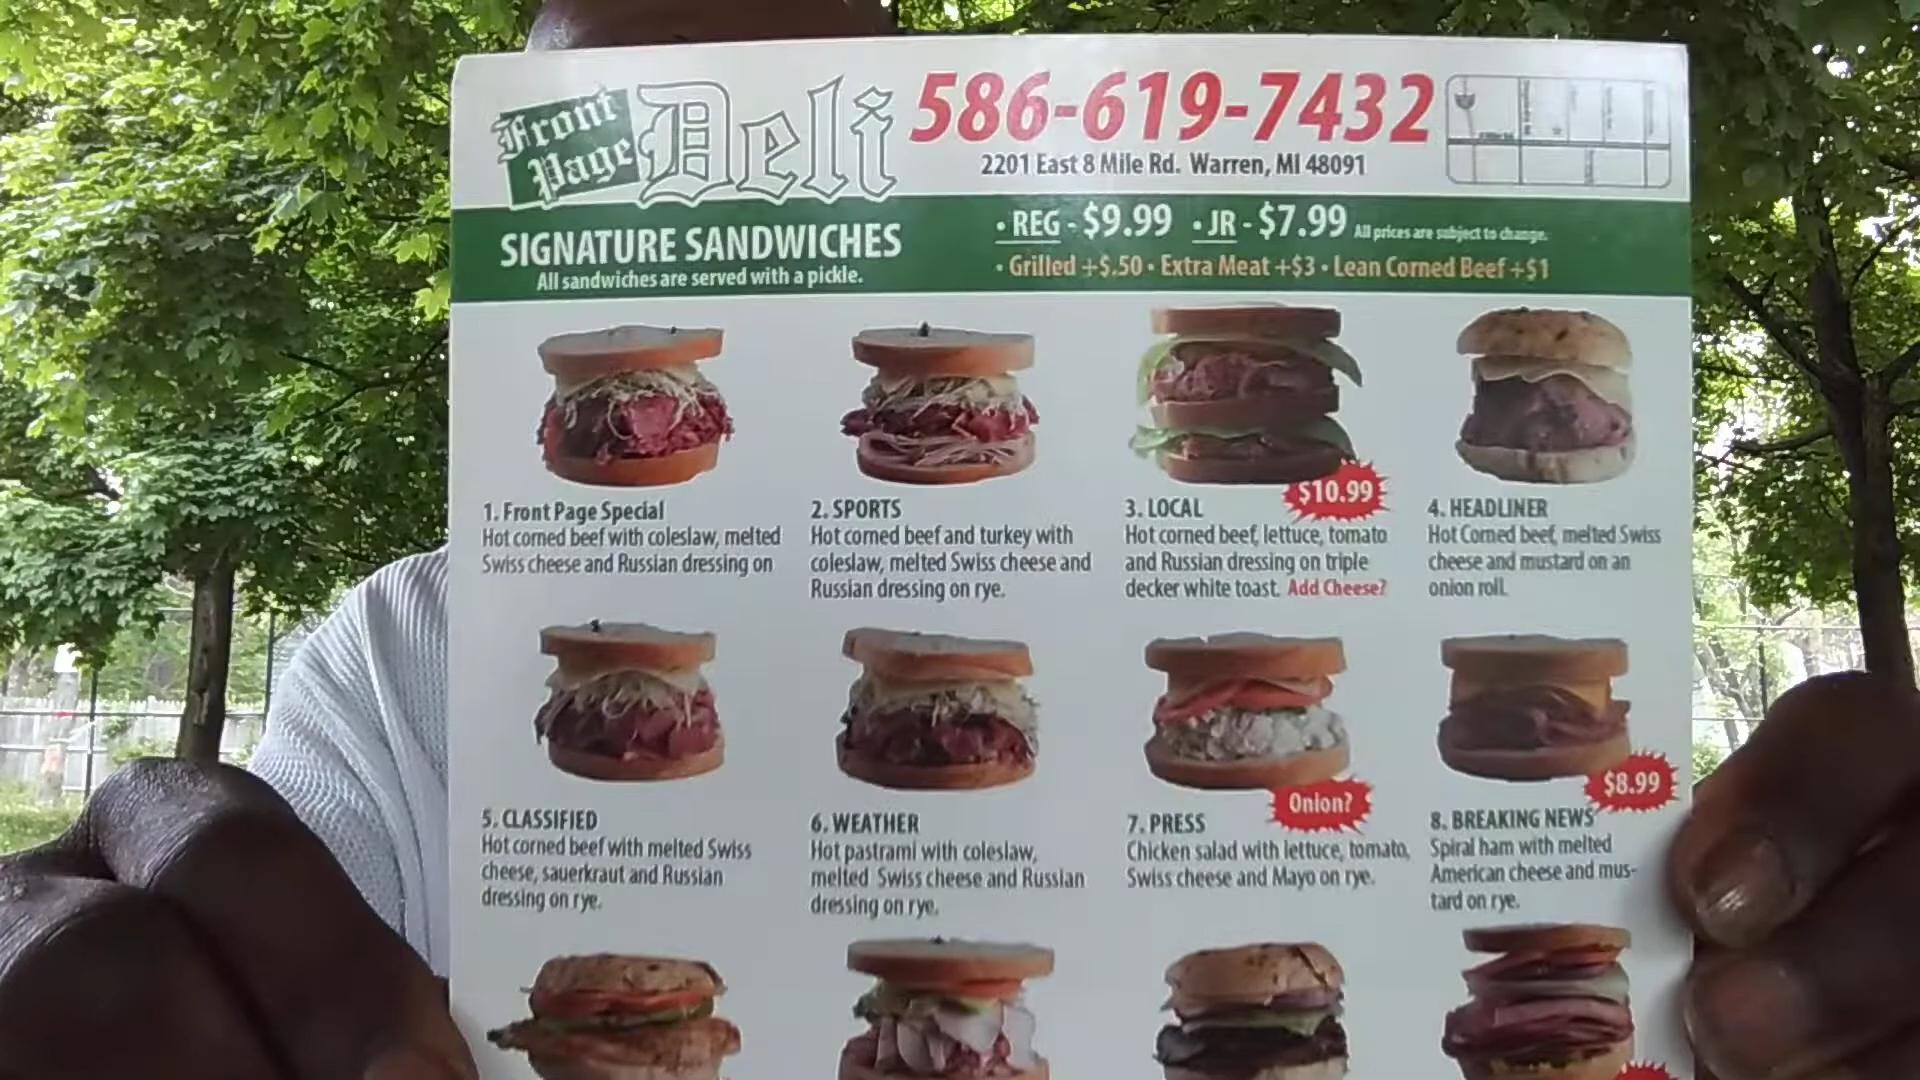 Front Page Deli
586-619-7432
2201 East 8 Mile Rd. Warren, MI 48091
SIGNATURE SANDWICHES
All sandwiches are served with a pickle.
• REG - $9.99 • JR - $7.99 All prices are subject to change.
• Grilled +$.50 • Extra Meat +$3 • Lean Corned Beef +$1
1. Front Page Special
Hot corned beef with coleslaw, melted
Swiss cheese and Russian dressing on
2. SPORTS
Hot corned beef and turkey with
coleslaw, melted Swiss cheese and
Russian dressing on rye.
$10.99
3. LOCAL
Hot corned beef, lettuce, tomato
and Russian dressing on triple
decker white toast. Add Cheese?
4. HEADLINER
Hot Corned beef, melted Swiss
cheese and mustard on an
onion roll.
5. CLASSIFIED
Hot corned beef with melted Swiss
cheese, sauerkraut and Russian
dressing on rye.
6. WEATHER
Hot pastrami with coleslaw,
melted Swiss cheese and Russian
dressing on rye.
Onion?
7. PRESS
Chicken salad with lettuce, tomato,
Swiss cheese and Mayo on rye.
$8.99
8. BREAKING NEWS
Spiral ham with melted
American cheese and mus-
tard on rye.